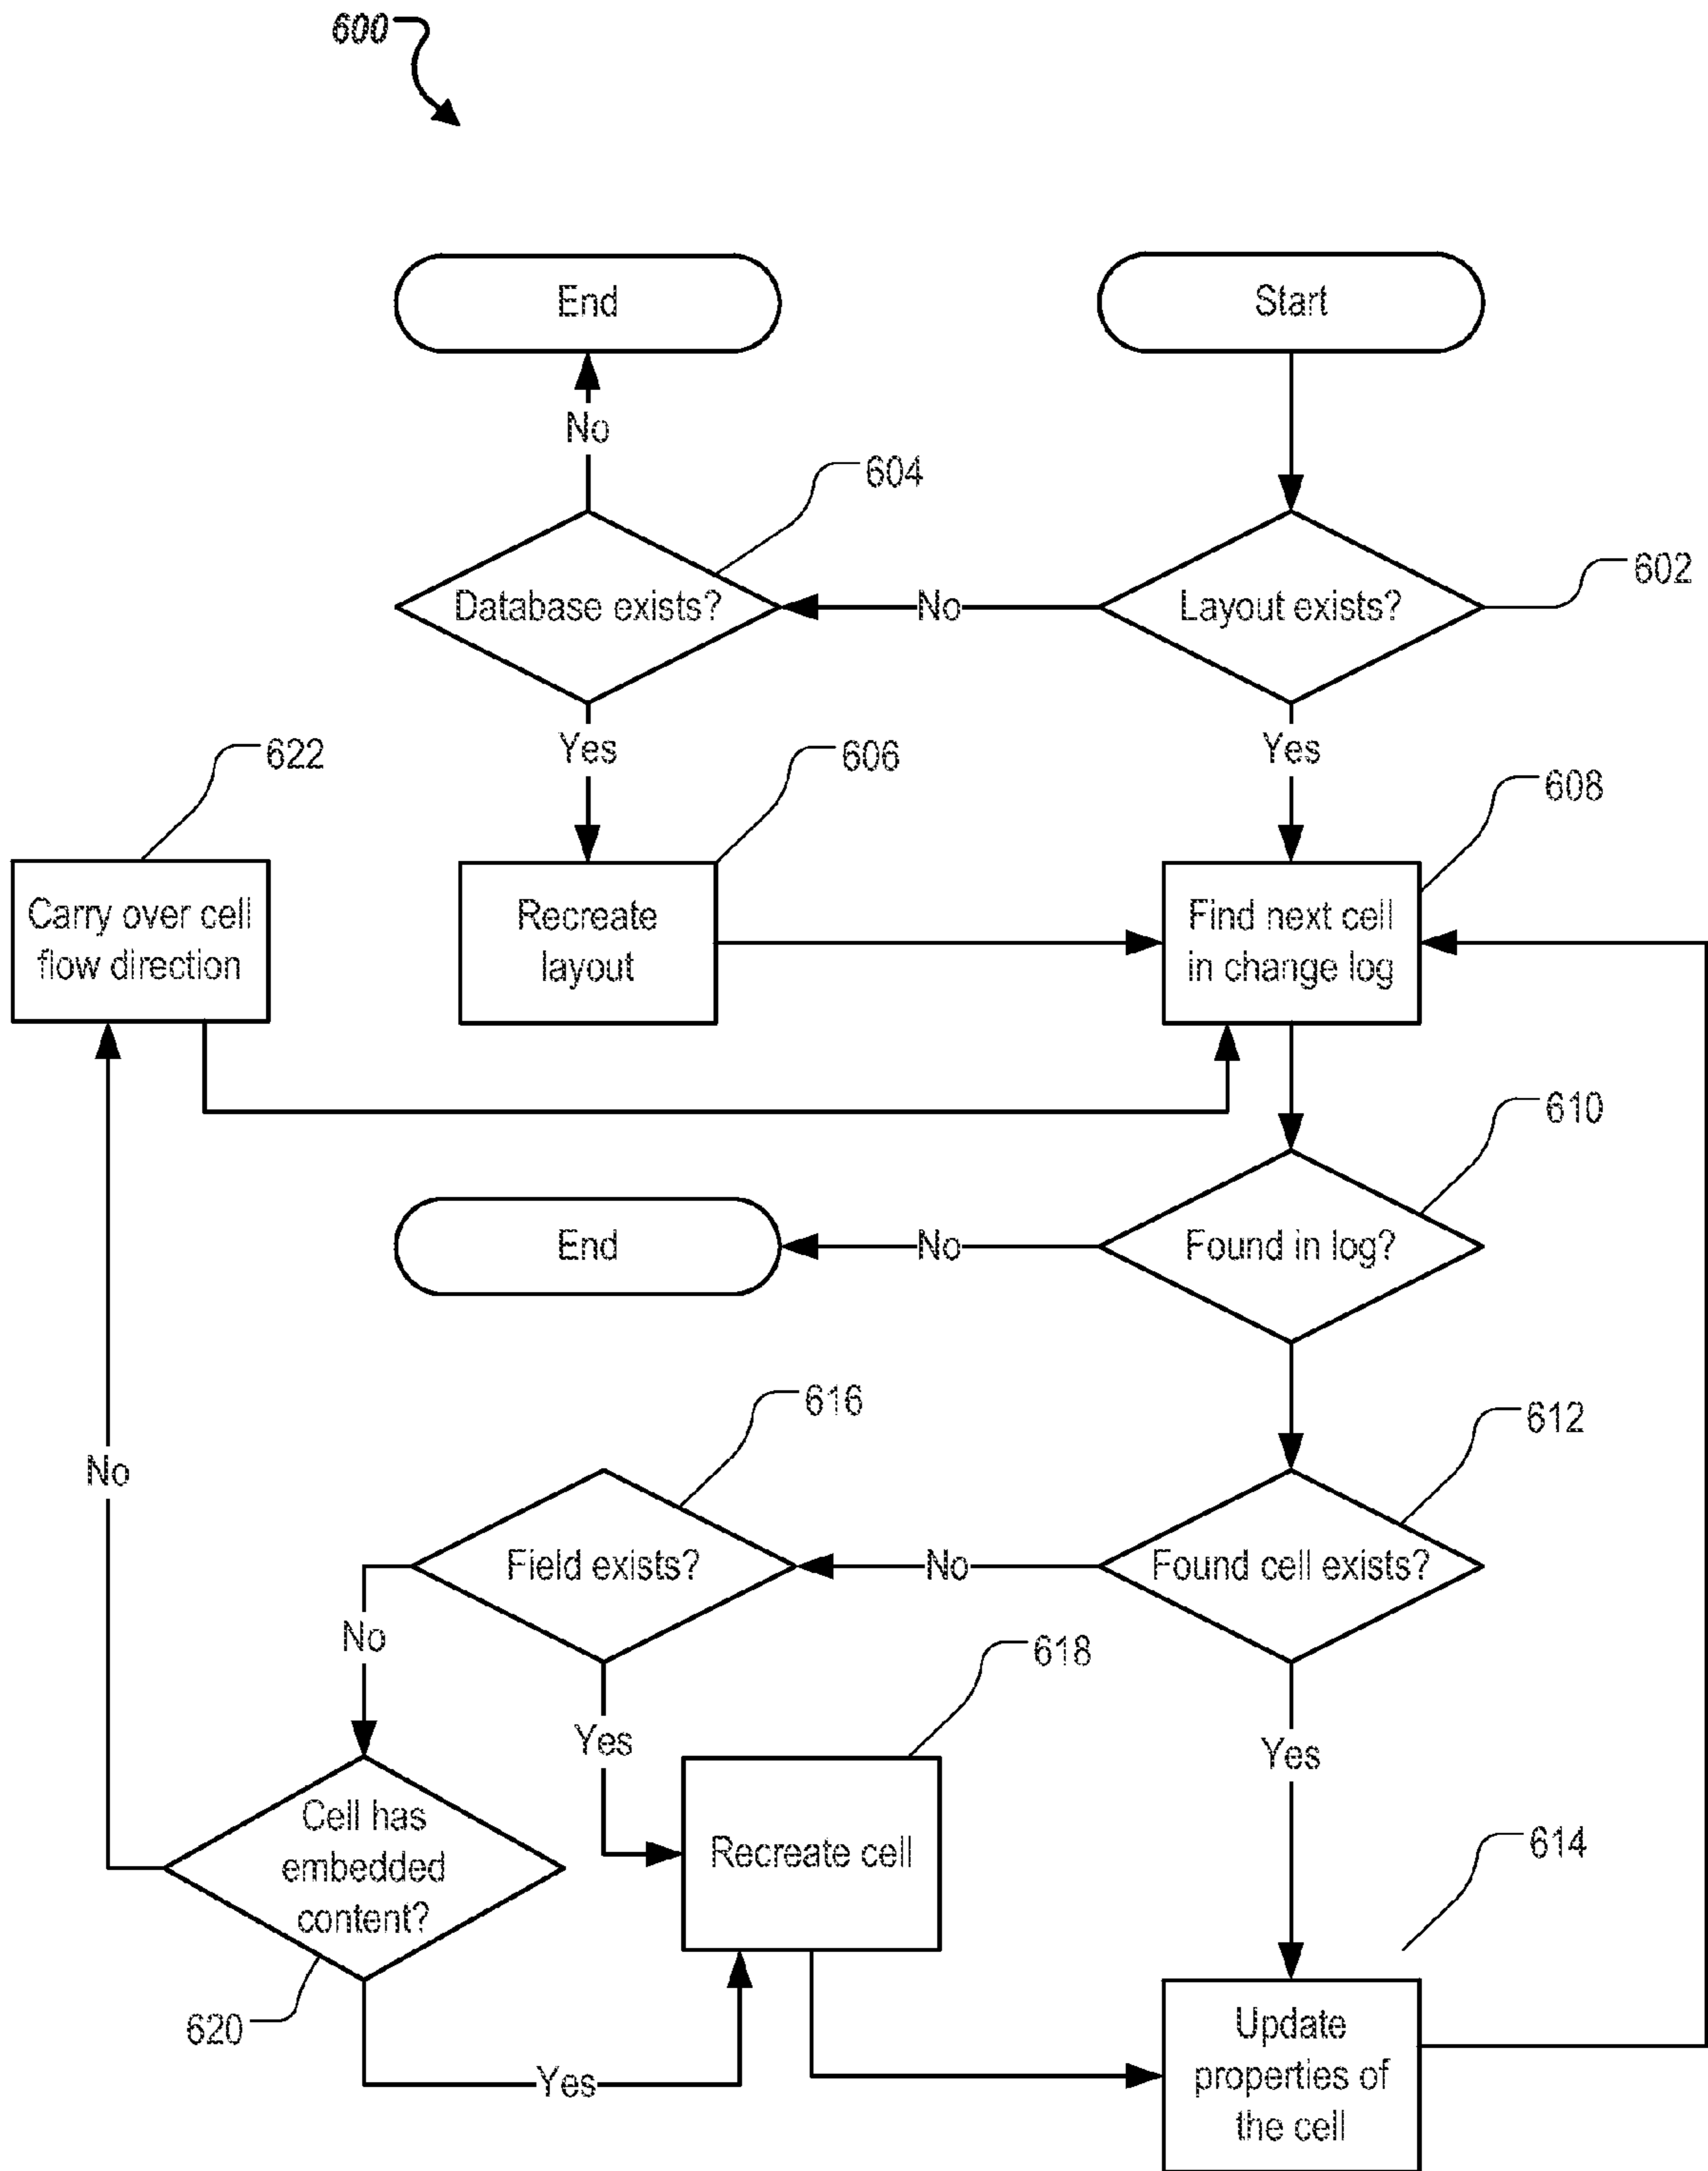 600
End
Start
No
604
602
Database exists?
No
Layout exists?
Yes
Yes
622
606
608
Carry over cell
flow direction
Recreate
layout
Find next cell
in change log
610
End
No
Found in log?
616
612
No
Field exists?
No
Found cell exists?
No
618
Yes
Yes
Cell has
embedded
content?
Recreate cell
614
620
Yes
Update
properties of
the cell